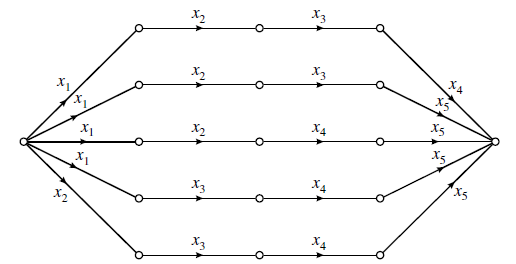 x₂ x₃
x₁ x₄
x₂ x₃
x₁ x₅
x₁ x₂ x₄ x₅
x₁ x₅
x₃ x₄
x₂ x₅
x₃ x₄